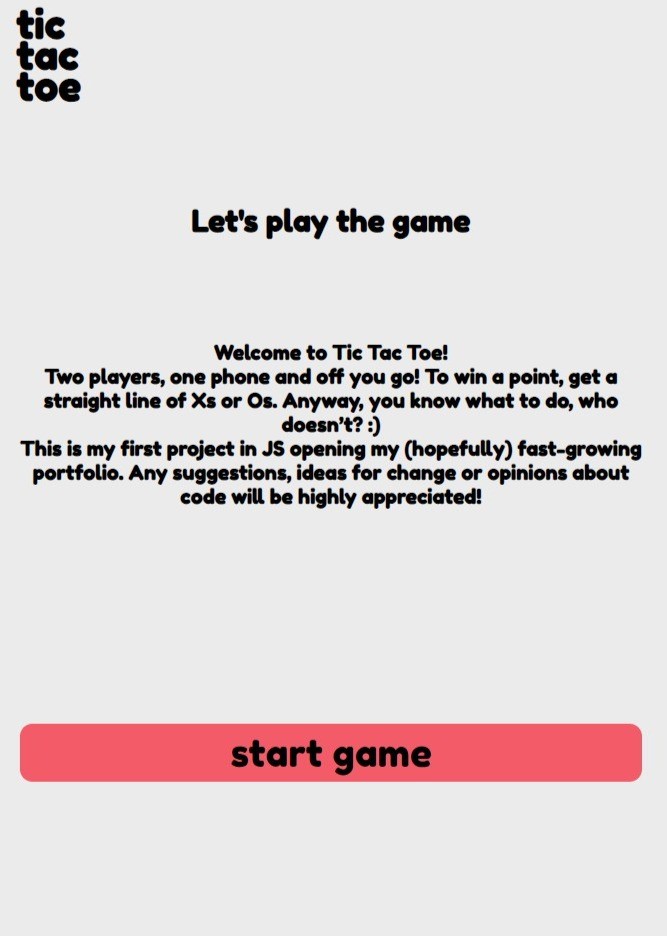 tic
tac
toe
Let's play the game
Welcome to Tic Tac Toe!
Two players, one phone and off you go! To win a point, get a
straight line of Xs or Os. Anyway, you know what to do, who
doesn't? :)
This is my first project in JS opening my (hopefully) fast-growing
portfolio. Any suggestions, ideas for change or opinions about
code will be highly appreciated!
start game